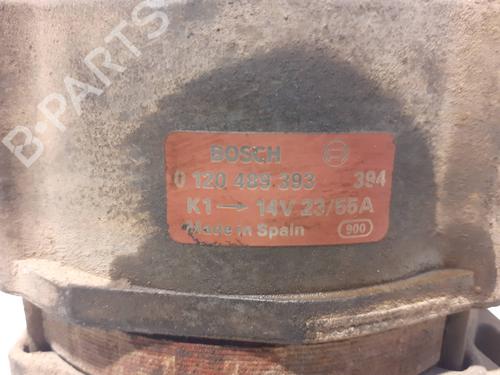 B-PARTS
BOSCH
0 120 489 393 394
K1 → 14V 23/55A
Made in Spain 900